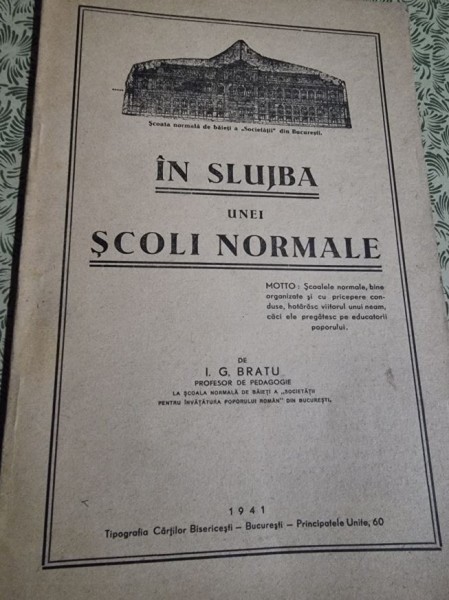 Școala normală de băieți a „Societății" din București.
ÎN SLUJBA
UNEI
ȘCOLI NORMALE
MOTTO: Școalele normale, bine
organizate și cu pricepere con-
duse, hotărăsc viitorul unui neam,
căci ele pregătesc pe educatorii
poporului.
DE
I. G. BRATU
PROFESOR DE PEDAGOGIE
LA ȘCOALA NORMALĂ DE BĂIEȚI A „SOCIETĂȚII
PENTRU ÎNVĂȚĂTURA POPORULUI ROMÂN" DIN BUCUREȘTI.
1941
Tipografia Cărților Bisericești — București — Principatele Unite, 60